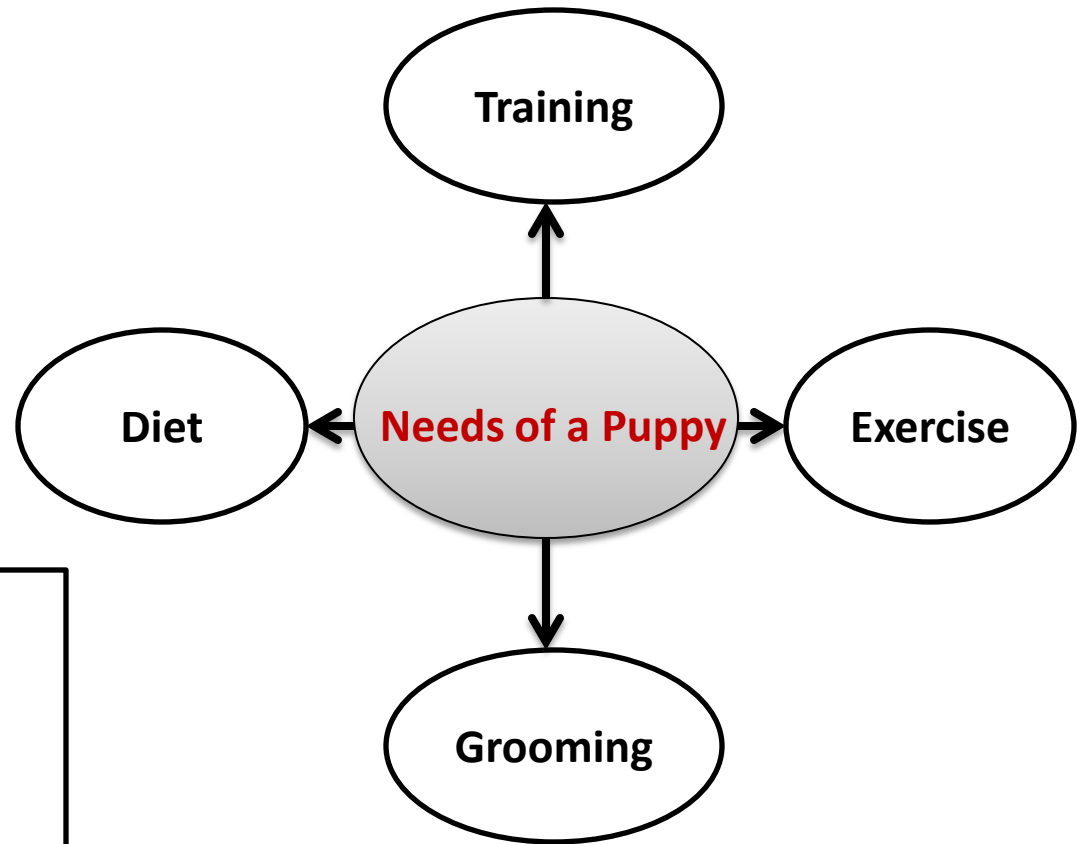 Training
Diet
Needs of a Puppy
Exercise
Grooming